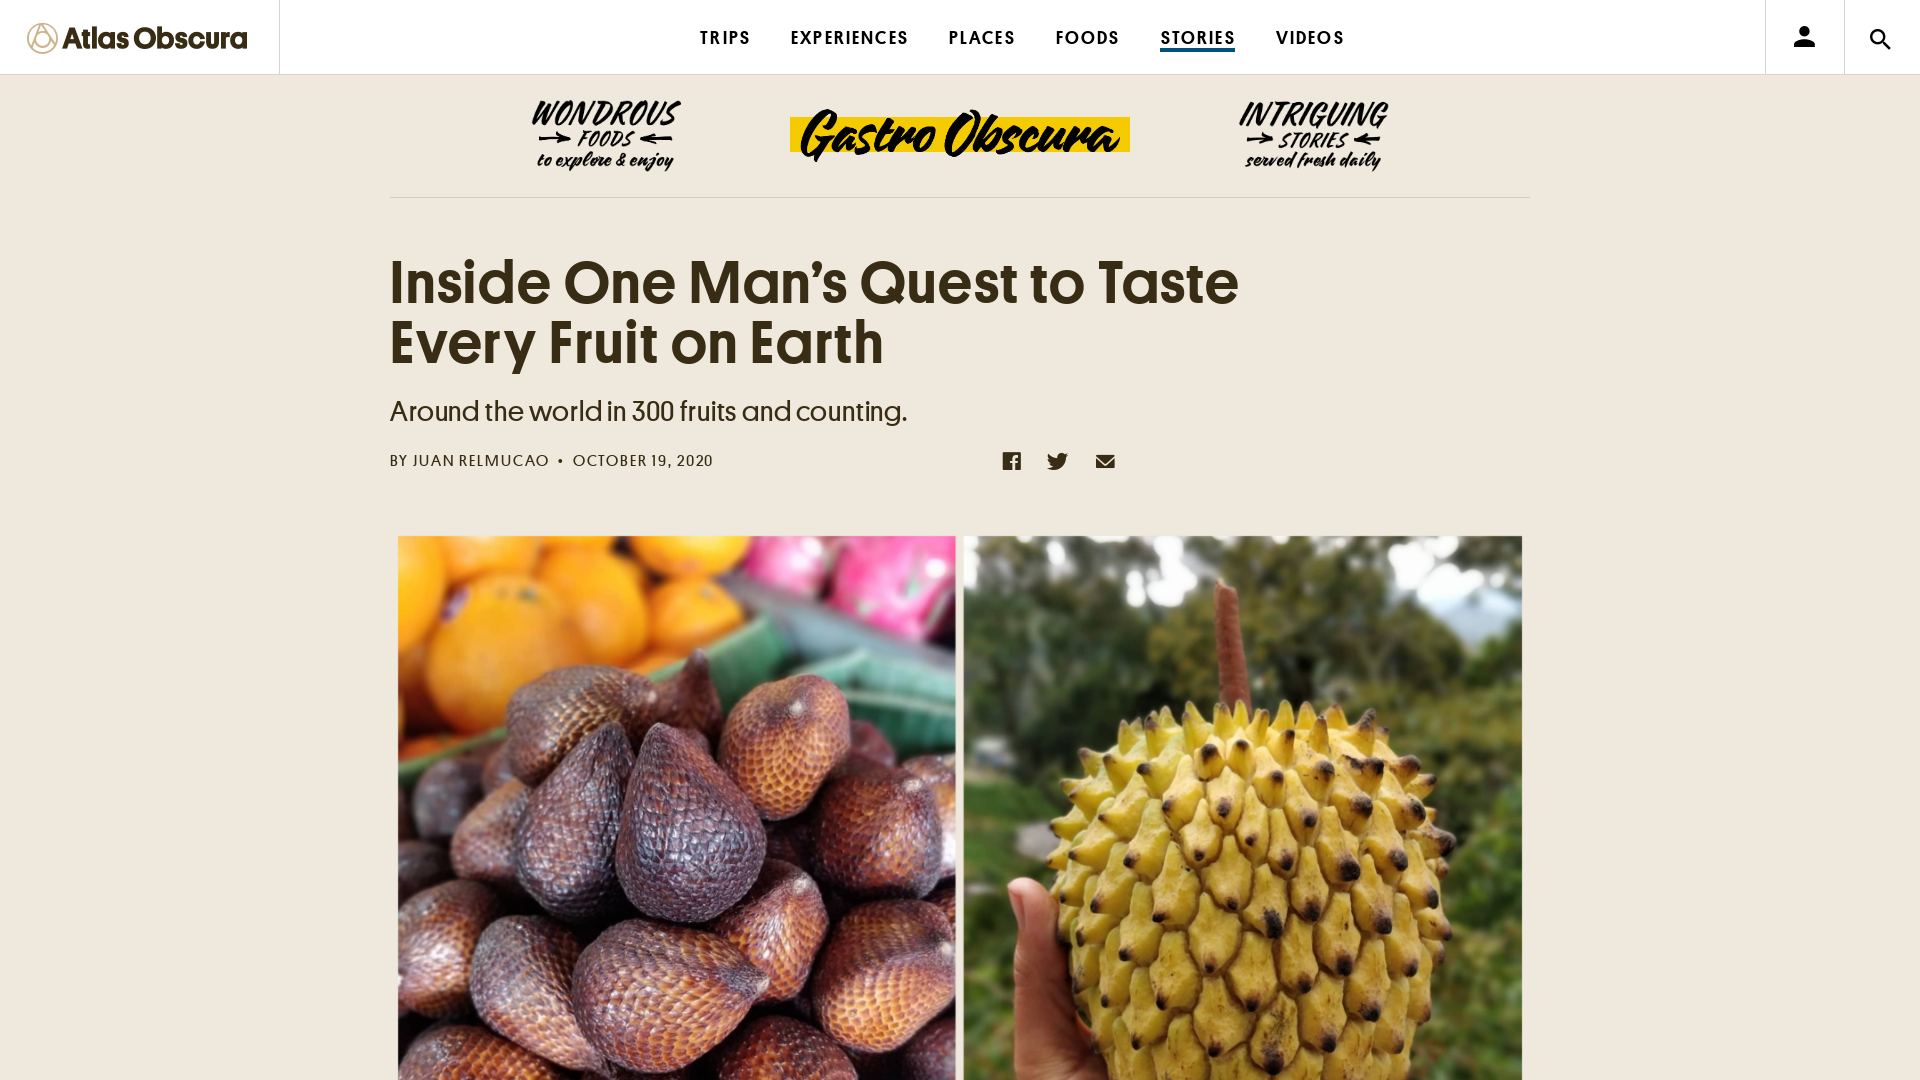 Atlas Obscura
TRIPS EXPERIENCES PLACES FOODS STORIES VIDEOS
WONDROUS
FOODS
to explore & enjoy
Gastro Obscura
INTRIGUING
STORIES
served fresh daily
Inside One Man’s Quest to Taste
Every Fruit on Earth
Around the world in 300 fruits and counting.
BY JUAN RELMUCAO • OCTOBER 19, 2020